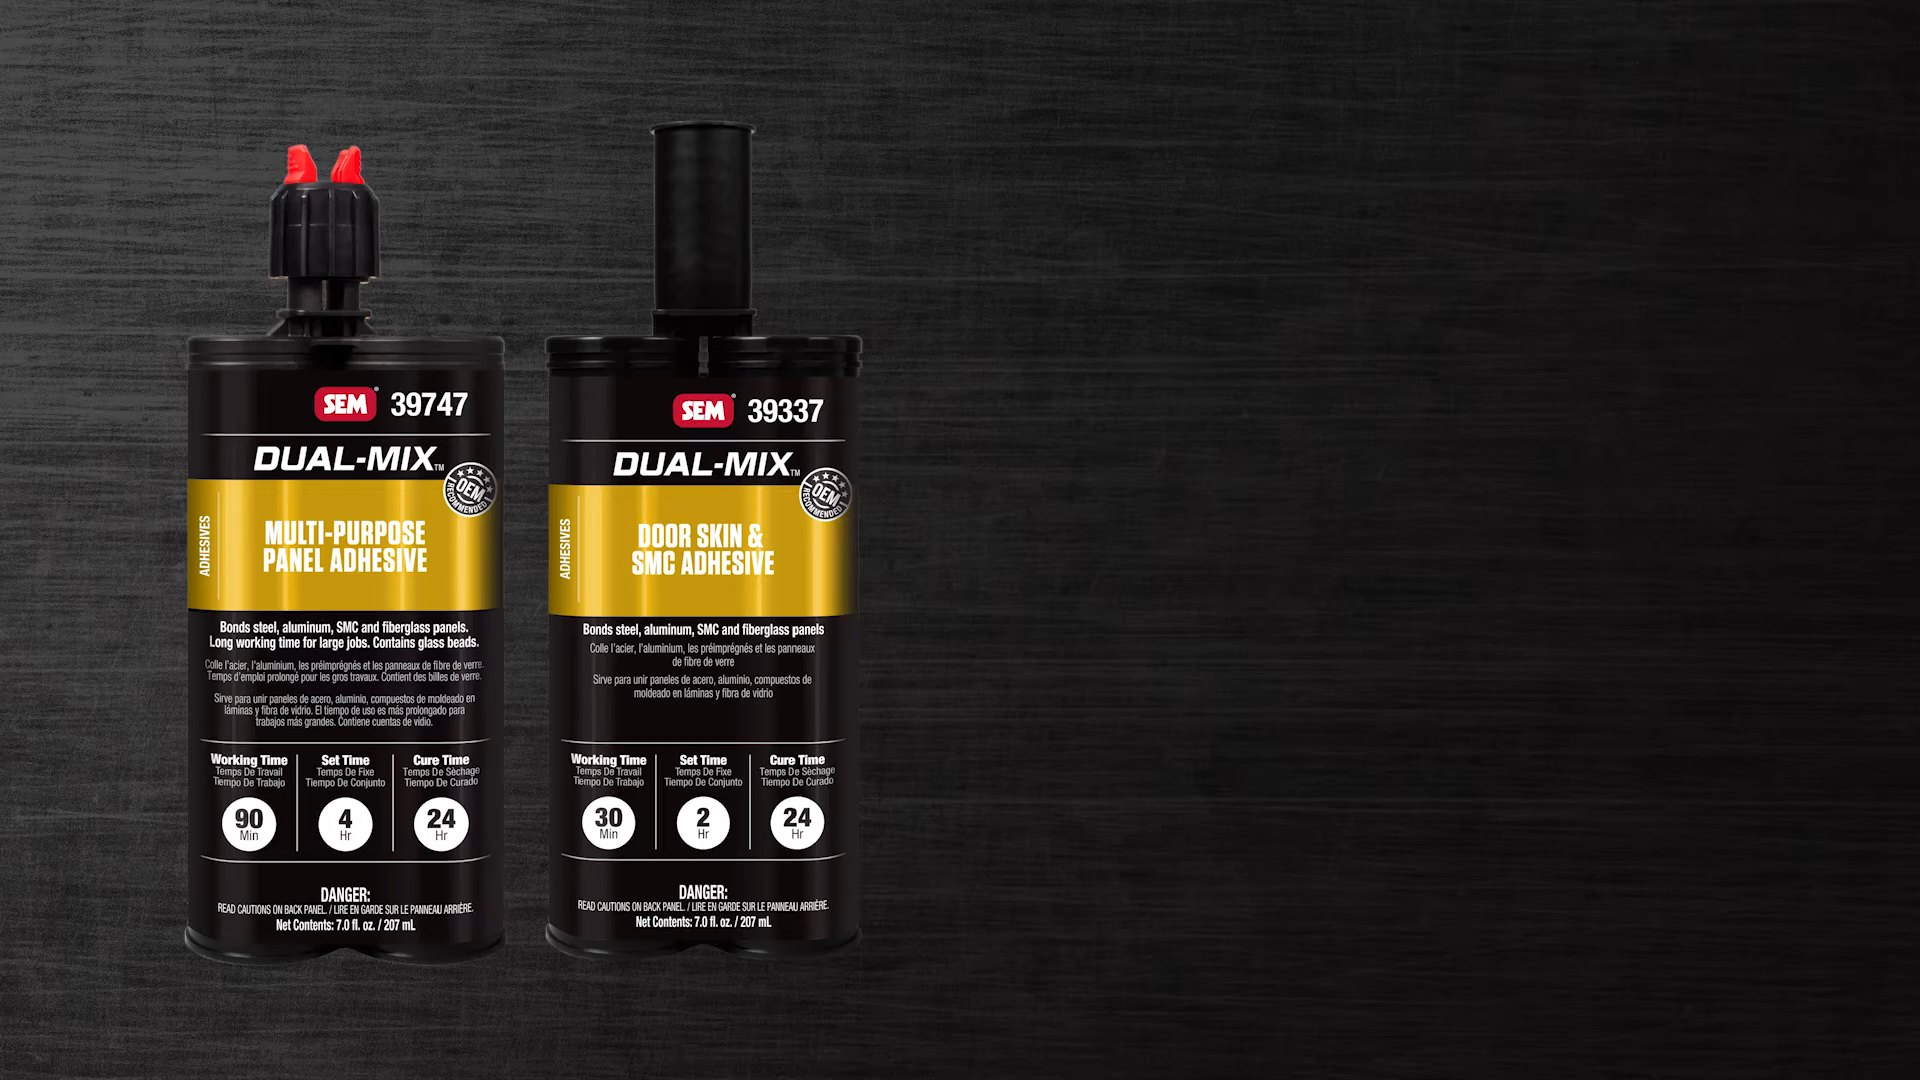 SEM® 39747
DUAL-MIX™
OEM
RECOMMENDED
ADHESIVES
MULTI-PURPOSE
PANEL ADHESIVE
Bonds steel, aluminum, SMC and fiberglass panels.
Long working time for large jobs. Contains glass beads.
Colle l'acier, l'aluminium, les préimprégnés et les panneaux de fibre de verre.
Temps d'emploi prolongé pour les gros travaux. Contient des billes de verre.
Sirve para unir paneles de acero, aluminio, compuestos de moldeado en
láminas y fibra de vidrio. El tiempo de uso es más prolongado para
trabajos más grandes. Contiene cuentas de vidio.
Working Time
Temps De Travail
Tiempo De Trabajo
90
Min
Set Time
Temps De Fixe
Tiempo De Conjunto
4
Hr
Cure Time
Temps De Sèchage
Tiempo De Curado
24
Hr
DANGER:
READ CAUTIONS ON BACK PANEL. / LIRE EN GARDE SUR LE PANNEAU ARRIÈRE.
Net Contents: 7.0 fl. oz. / 207 mL
SEM® 39337
DUAL-MIX™
OEM
RECOMMENDED
ADHESIVES
DOOR SKIN &
SMC ADHESIVE
Bonds steel, aluminum, SMC and fiberglass panels
Colle l'acier, l'aluminium, les préimprégnés et les panneaux
de fibre de verre
Sirve para unir paneles de acero, aluminio, compuestos de
moldeado en láminas y fibra de vidrio
Working Time
Temps De Travail
Tiempo De Trabajo
30
Min
Set Time
Temps De Fixe
Tiempo De Conjunto
2
Hr
Cure Time
Temps De Sèchage
Tiempo De Curado
24
Hr
DANGER:
READ CAUTIONS ON BACK PANEL. / LIRE EN GARDE SUR LE PANNEAU ARRIÈRE.
Net Contents: 7.0 fl. oz. / 207 mL